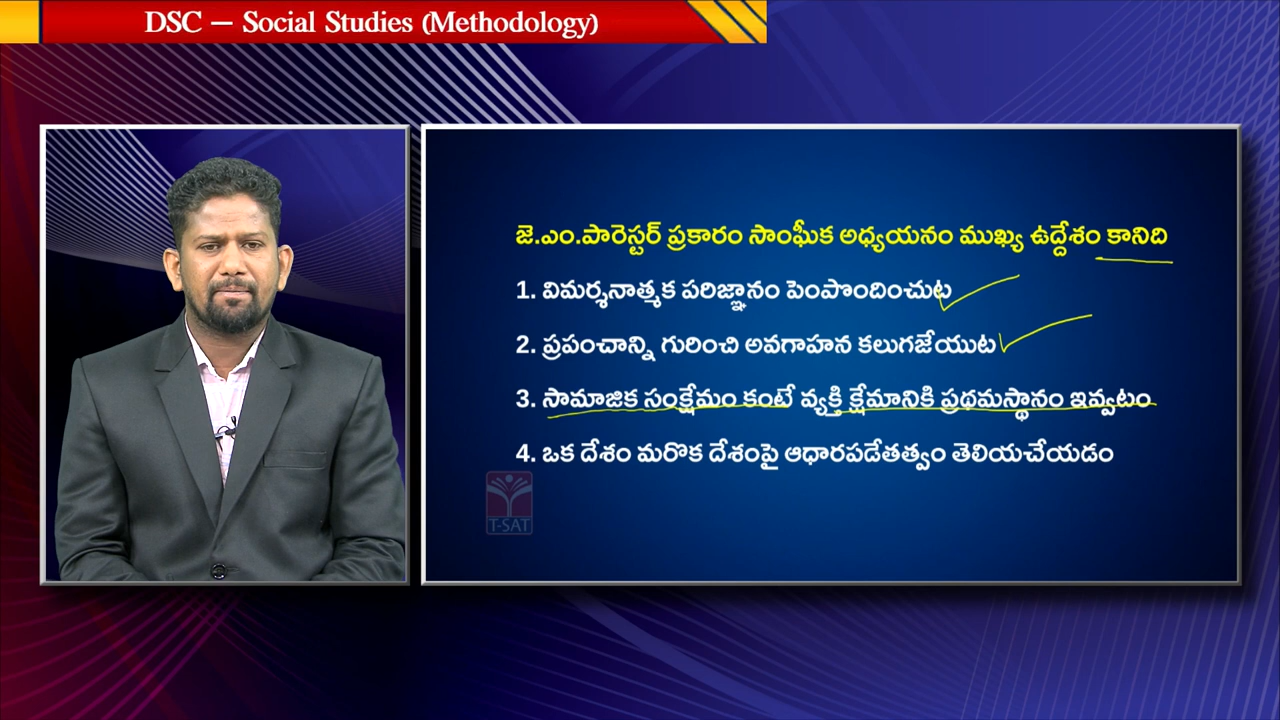 DSC – Social Studies (Methodology)
జె.ఎం.పారెస్టర్ ప్రకారం సాంఘీక అధ్యయనం ముఖ్య ఉద్దేశం కానిది
1. విమర్శనాత్మక పరిజ్ఞానం పెంపొందించుట
2. ప్రపంచాన్ని గురించి అవగాహన కలుగజేయుట
3. సామాజిక సంక్షేమం కంటే వ్యక్తి క్షేమానికి ప్రథమస్థానం ఇవ్వటం
4. ఒక దేశం మరొక దేశంపై ఆధారపడేతత్వం తెలియచేయడం
T-SAT